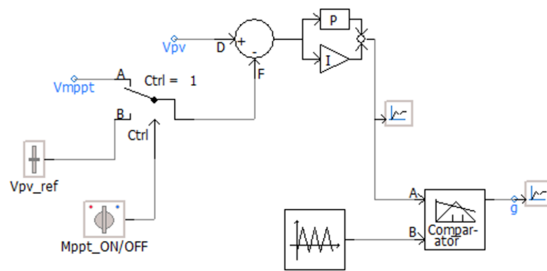 P
Vpv
D
+
-
I
F
A
Ctrl = 1
Vmppt
B
Ctrl
Vpv_ref
Mppt_ON/OFF
A
B
Compar-
ator
g